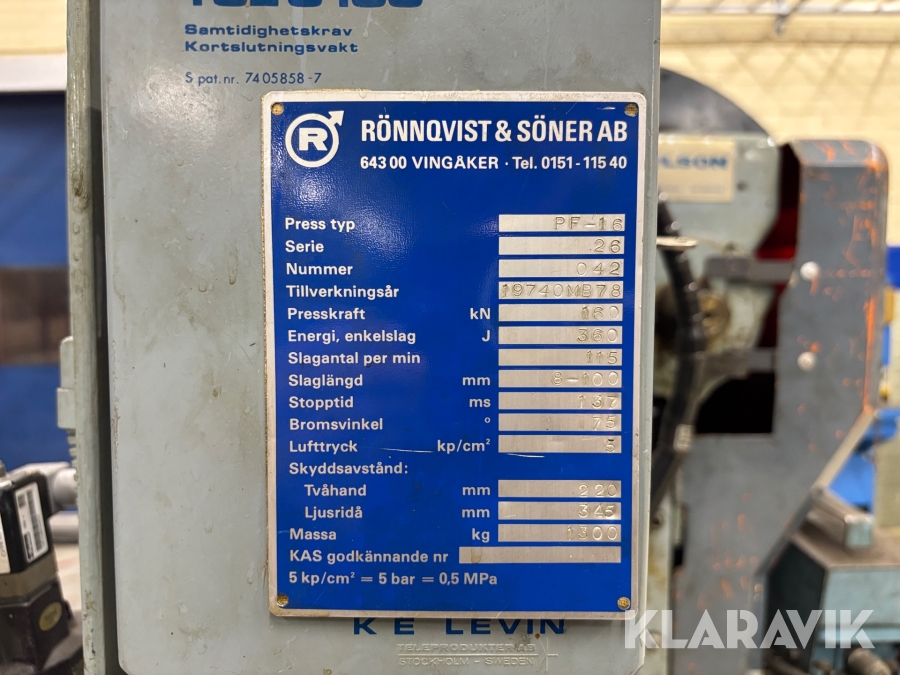 Samtidighetskrav
Kortslutningsvakt
S pat. nr. 7405858-7
R
RÖNNQVIST & SÖNER AB
643 00 VINGÅKER · Tel. 0151 - 115 40
Press typ PF-16
Serie 26
Nummer 042
Tillverkningsår 19740MB78
Presskraft kN 160
Energi, enkelslag J 360
Slagantal per min 115
Slaglängd mm 8-100
Stopptid ms 137
Bromsvinkel ° 75
Lufttryck kp/cm² 5
Skyddsavstånd:
Tvåhand mm 220
Ljusridå mm 345
Massa kg 1300
KAS godkännande nr
5 kp/cm² = 5 bar = 0,5 MPa
K E LEVIN
TELEPRODUKTER AB
STOCKHOLM - SWEDEN
KLARAVIK